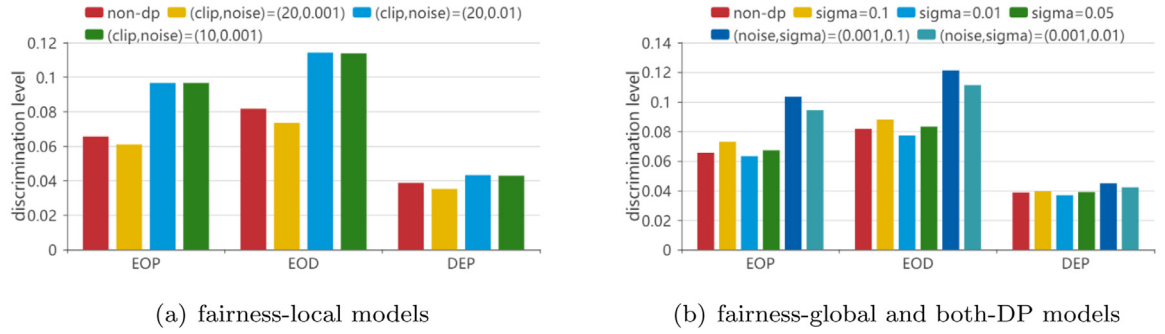 non-dp (clip,noise)=(20,0.001) (clip,noise)=(20,0.01)
(clip,noise)=(10,0.001)
discrimination level
0.12
0.1
0.08
0.06
0.04
0.02
0
EOP EOD DEP
(a) fairness-local models
non-dp sigma=0.1 sigma=0.01 sigma=0.05
(noise,sigma)=(0.001,0.1) (noise,sigma)=(0.001,0.01)
discrimination level
0.14
0.12
0.1
0.08
0.06
0.04
0.02
0
EOP EOD DEP
(b) fairness-global and both-DP models